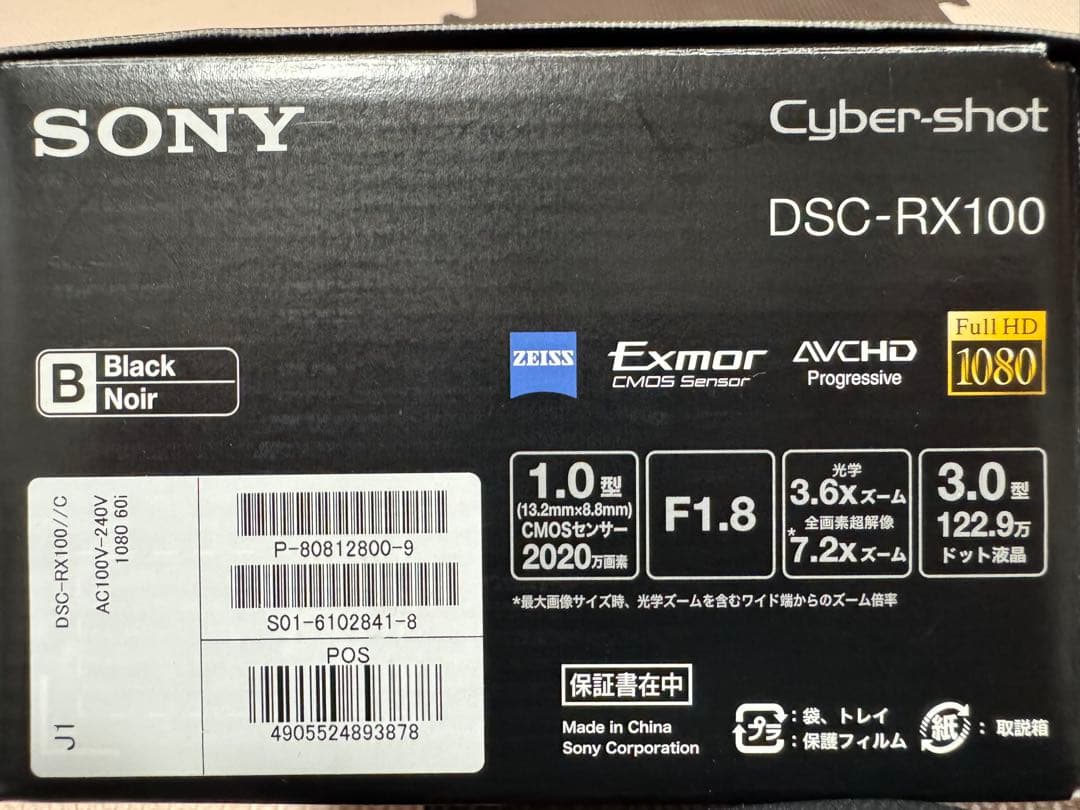 SONY
Cyber-shot
DSC-RX100
B Black
Noir
ZEISS
Exmor
CMOS Sensor
AVCHD
Progressive
Full HD
1080
1.0型
(13.2mm×8.8mm)
CMOSセンサー
2020万画素
F1.8
光学
3.6xズーム
全画素超解像
*7.2xズーム
3.0型
122.9万
ドット液晶
*最大画像サイズ時、光学ズームを含むワイド端からのズーム倍率
DSC-RX100//C
AC100V-240V
1080 60i
J1
P-80812800-9
S01-6102841-8
POS
4905524893878
保証書在中
Made in China
Sony Corporation
プラ:袋、トレイ
:保護フィルム
紙:取説箱